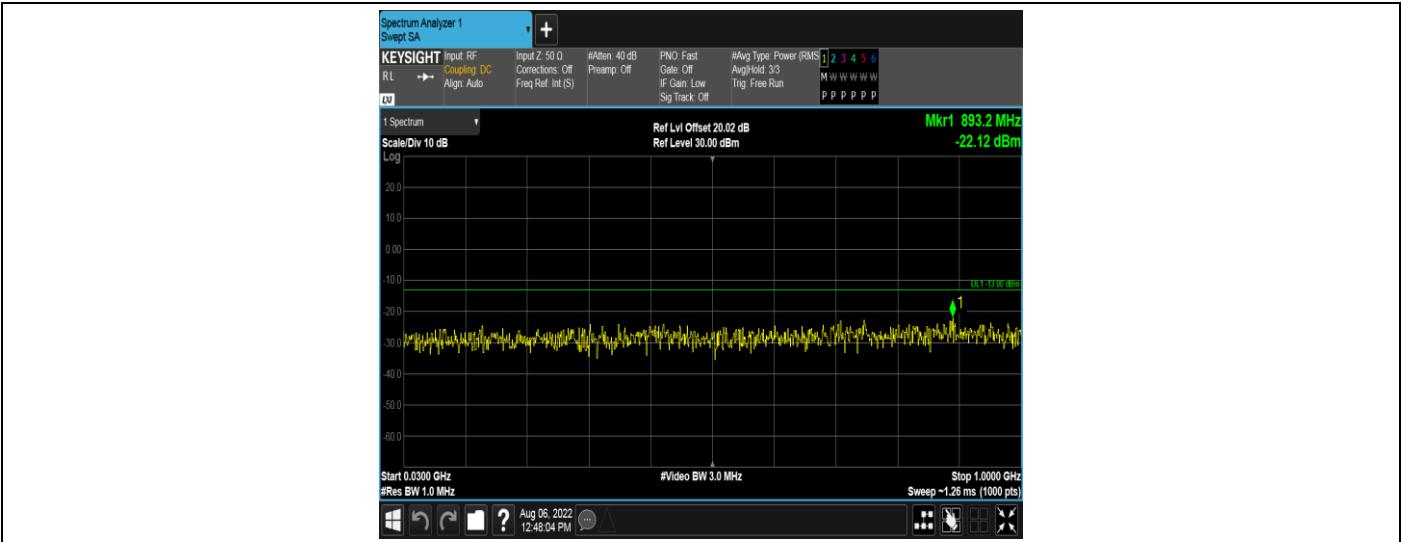 Spectrum Analyzer 1
Swept SA
+
KEYSIGHT
RL
Input: RF
Coupling: DC
Align: Auto
Input Z: 50 Ω
Corrections: Off
Freq Ref: Int (S)
#Atten: 40 dB
Preamp: Off
PNO: Fast
Gate: Off
IF Gain: Low
Sig Track: Off
#Avg Type: Power (RMS
Avg|Hold: 3/3
Trig: Free Run
1 2 3 4 5 6
M W W W W W
P P P P P P
1 Spectrum
Scale/Div 10 dB
Ref Lvl Offset 20.02 dB
Ref Level 30.00 dBm
Mkr1 893.2 MHz
-22.12 dBm
Log
20.0
10.0
0.00
-10.0
DL1 -13.00 dBm
1
-20.0
-30.0
-40.0
-50.0
-60.0
Start 0.0300 GHz
#Video BW 3.0 MHz
Stop 1.0000 GHz
#Res BW 1.0 MHz
Sweep ~1.26 ms (1000 pts)
?
Aug 06, 2022
12:48:04 PM